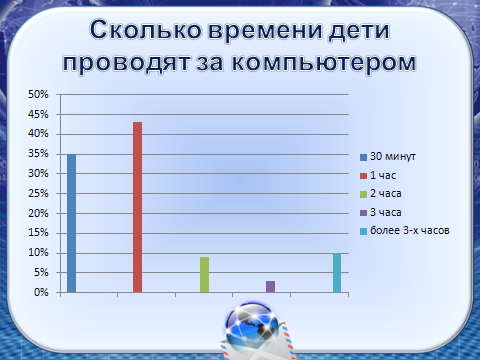 Сколько времени дети
проводят за компьютером
50%
45%
40%
35%
30%
25%
20%
15%
10%
5%
0%
30 минут
1 час
2 часа
3 часа
более 3-х часов